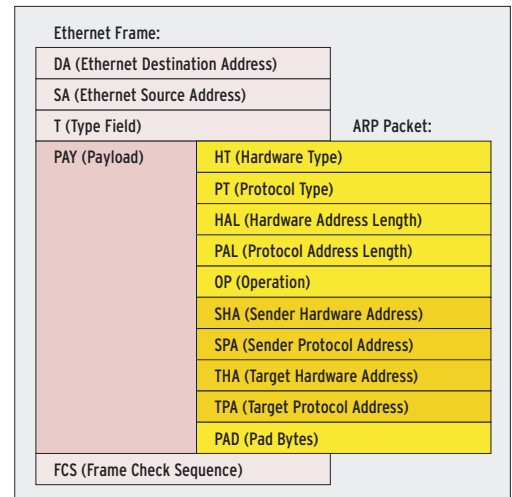 Ethernet Frame:
DA (Ethernet Destination Address)
SA (Ethernet Source Address)
T (Type Field)
ARP Packet:
PAY (Payload)
HT (Hardware Type)
PT (Protocol Type)
HAL (Hardware Address Length)
PAL (Protocol Address Length)
OP (Operation)
SHA (Sender Hardware Address)
SPA (Sender Protocol Address)
THA (Target Hardware Address)
TPA (Target Protocol Address)
PAD (Pad Bytes)
FCS (Frame Check Sequence)